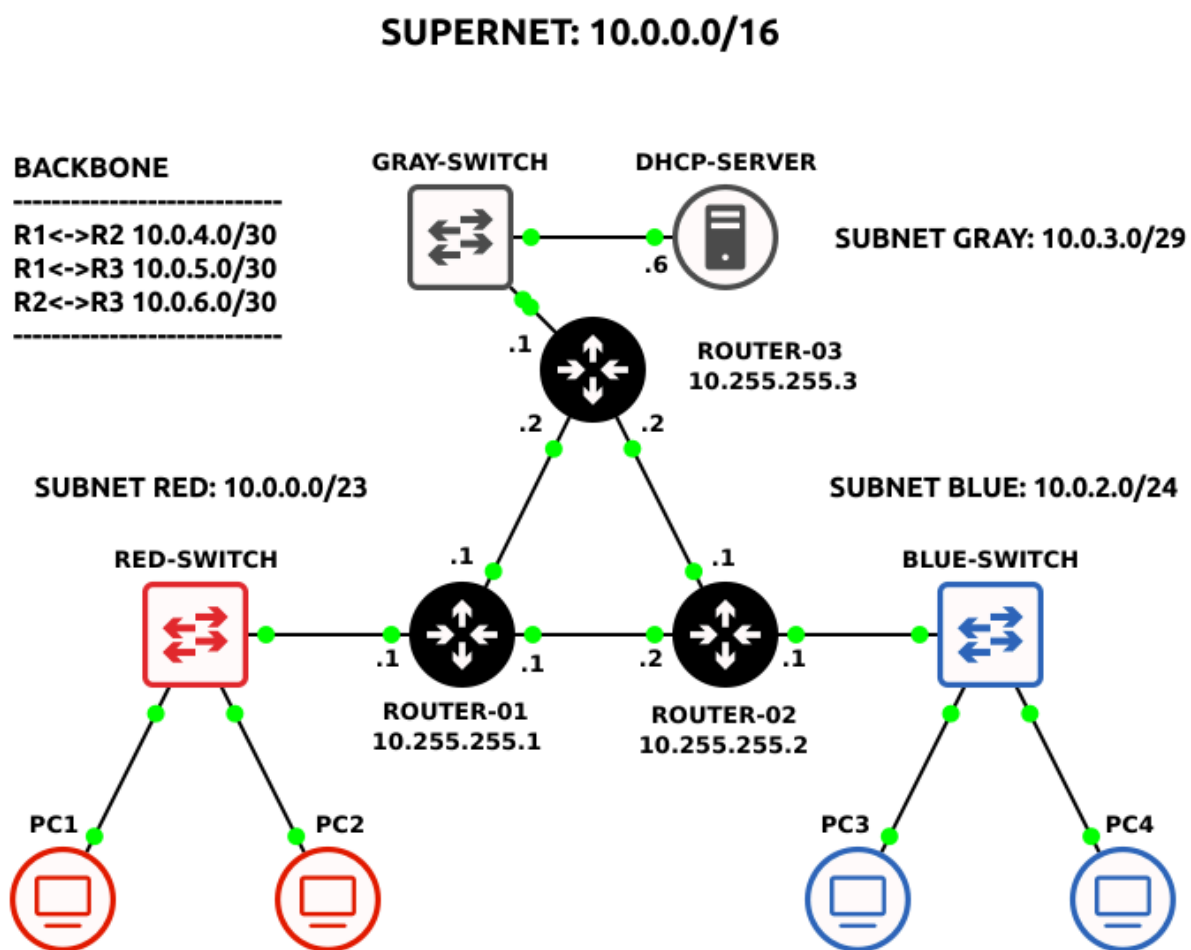 SUPERNET: 10.0.0.0/16
BACKBONE
----------------------------
R1<->R2 10.0.4.0/30
R1<->R3 10.0.5.0/30
R2<->R3 10.0.6.0/30
----------------------------
GRAY-SWITCH
DHCP-SERVER
.6
SUBNET GRAY: 10.0.3.0/29
.1
ROUTER-03
10.255.255.3
.2
.2
SUBNET RED: 10.0.0.0/23
SUBNET BLUE: 10.0.2.0/24
RED-SWITCH
.1
.1
BLUE-SWITCH
.1
.1
.2
.1
ROUTER-01
10.255.255.1
ROUTER-02
10.255.255.2
PC1
PC2
PC3
PC4